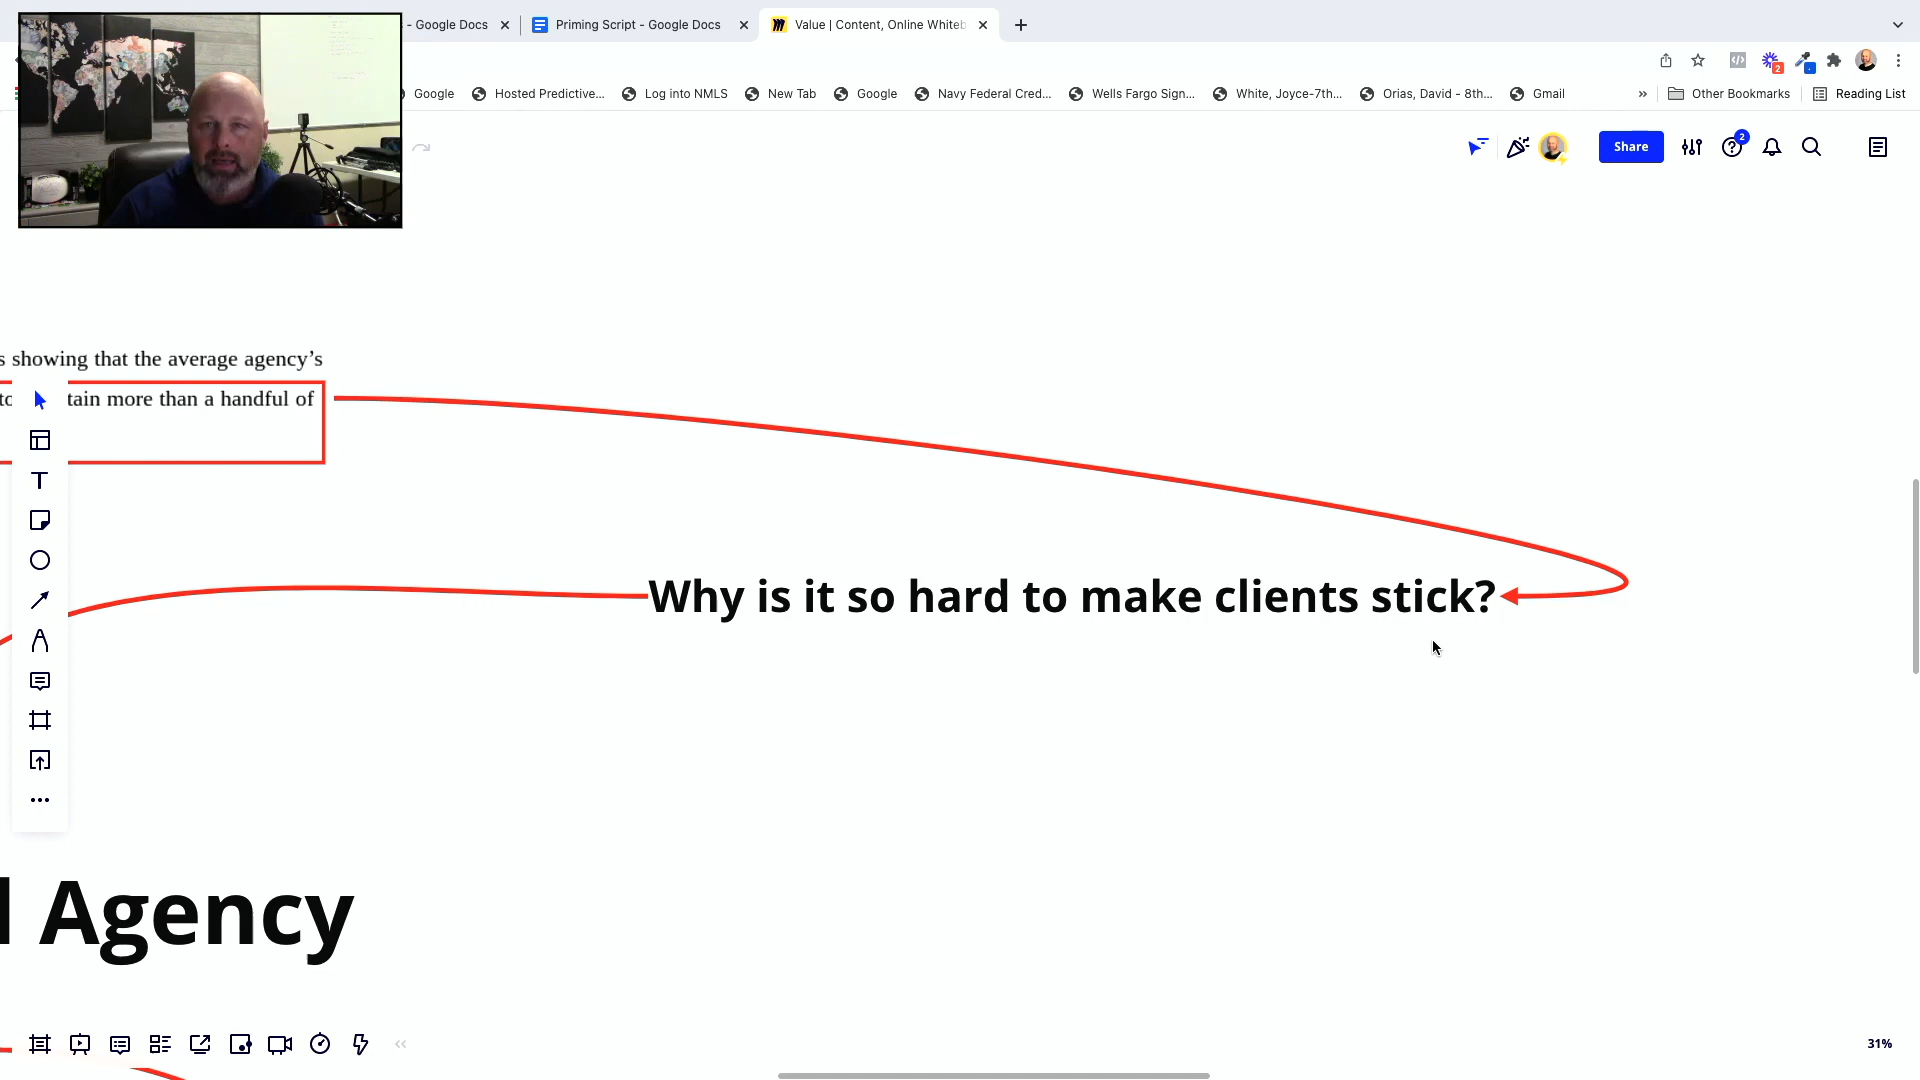 - Google Docs
Priming Script - Google Docs
Value | Content, Online Whiteb
Google
Hosted Predictive...
Log into NMLS
New Tab
Google
Navy Federal Cred...
Wells Fargo Sign...
White, Joyce-7th...
Orias, David - 8th...
Gmail
»
Other Bookmarks
Reading List
2
Share
2
s showing that the average agency's
to tain more than a handful of
Why is it so hard to make clients stick?
Agency
31%